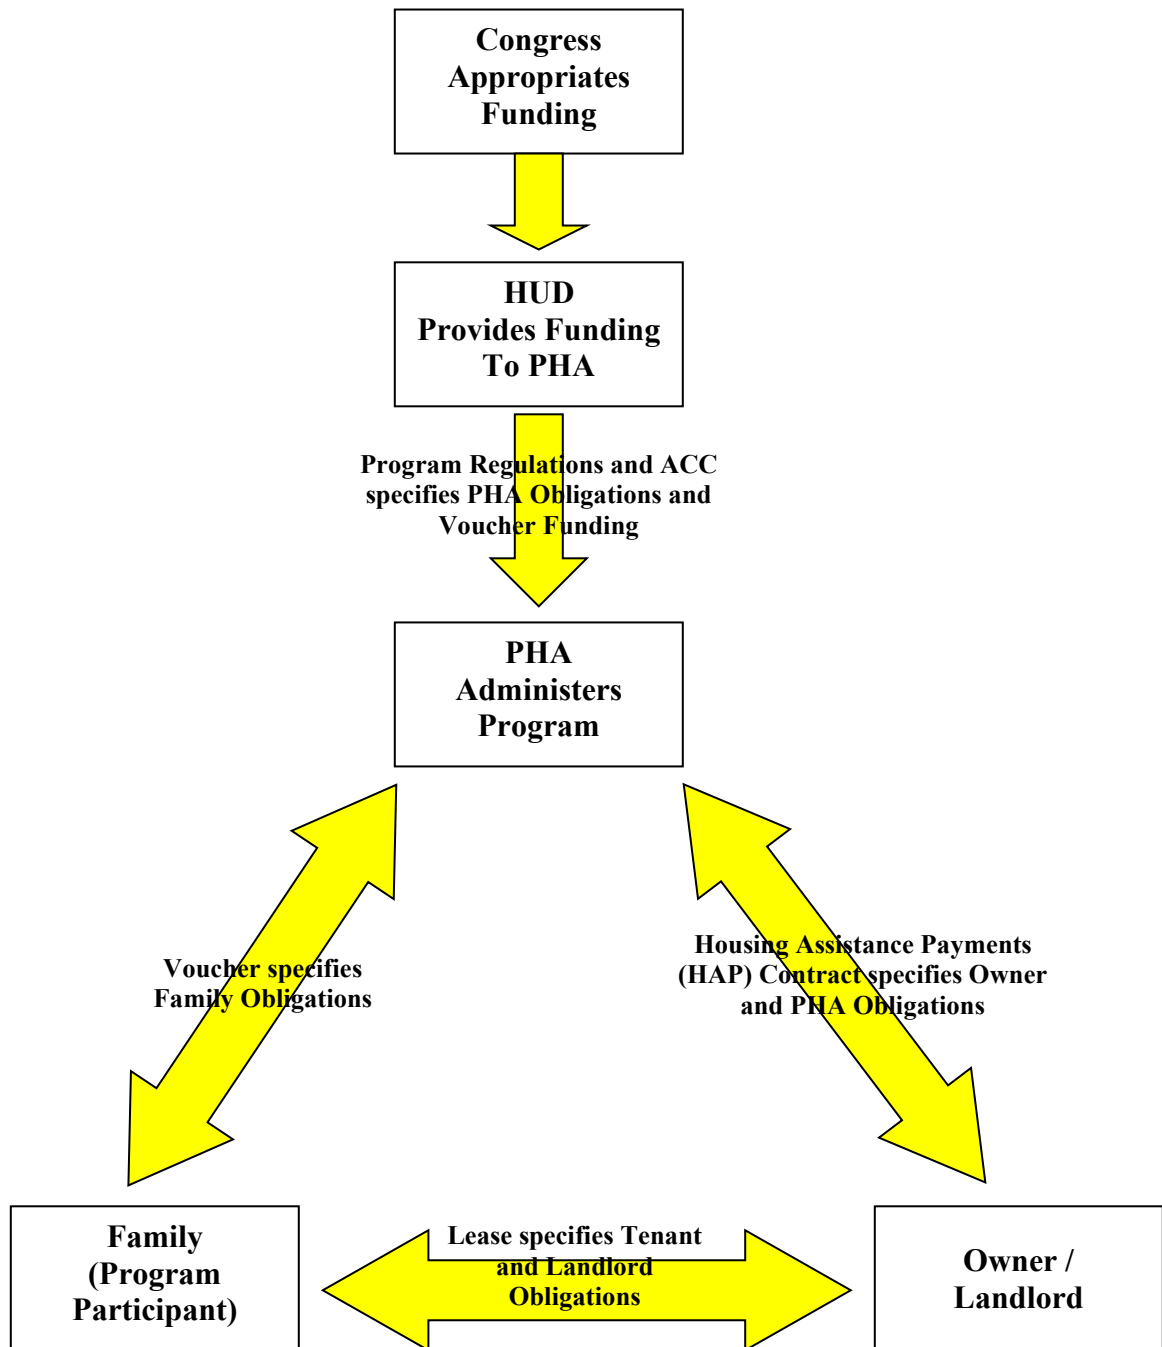 Congress
Appropriates
Funding
HUD
Provides Funding
To PHA
Program Regulations and ACC
specifies PHA Obligations and
Voucher Funding
PHA
Administers
Program
Voucher specifies
Family Obligations
Housing Assistance Payments
(HAP) Contract specifies Owner
and PHA Obligations
Family
(Program
Participant)
Lease specifies Tenant
and Landlord
Obligations
Owner /
Landlord